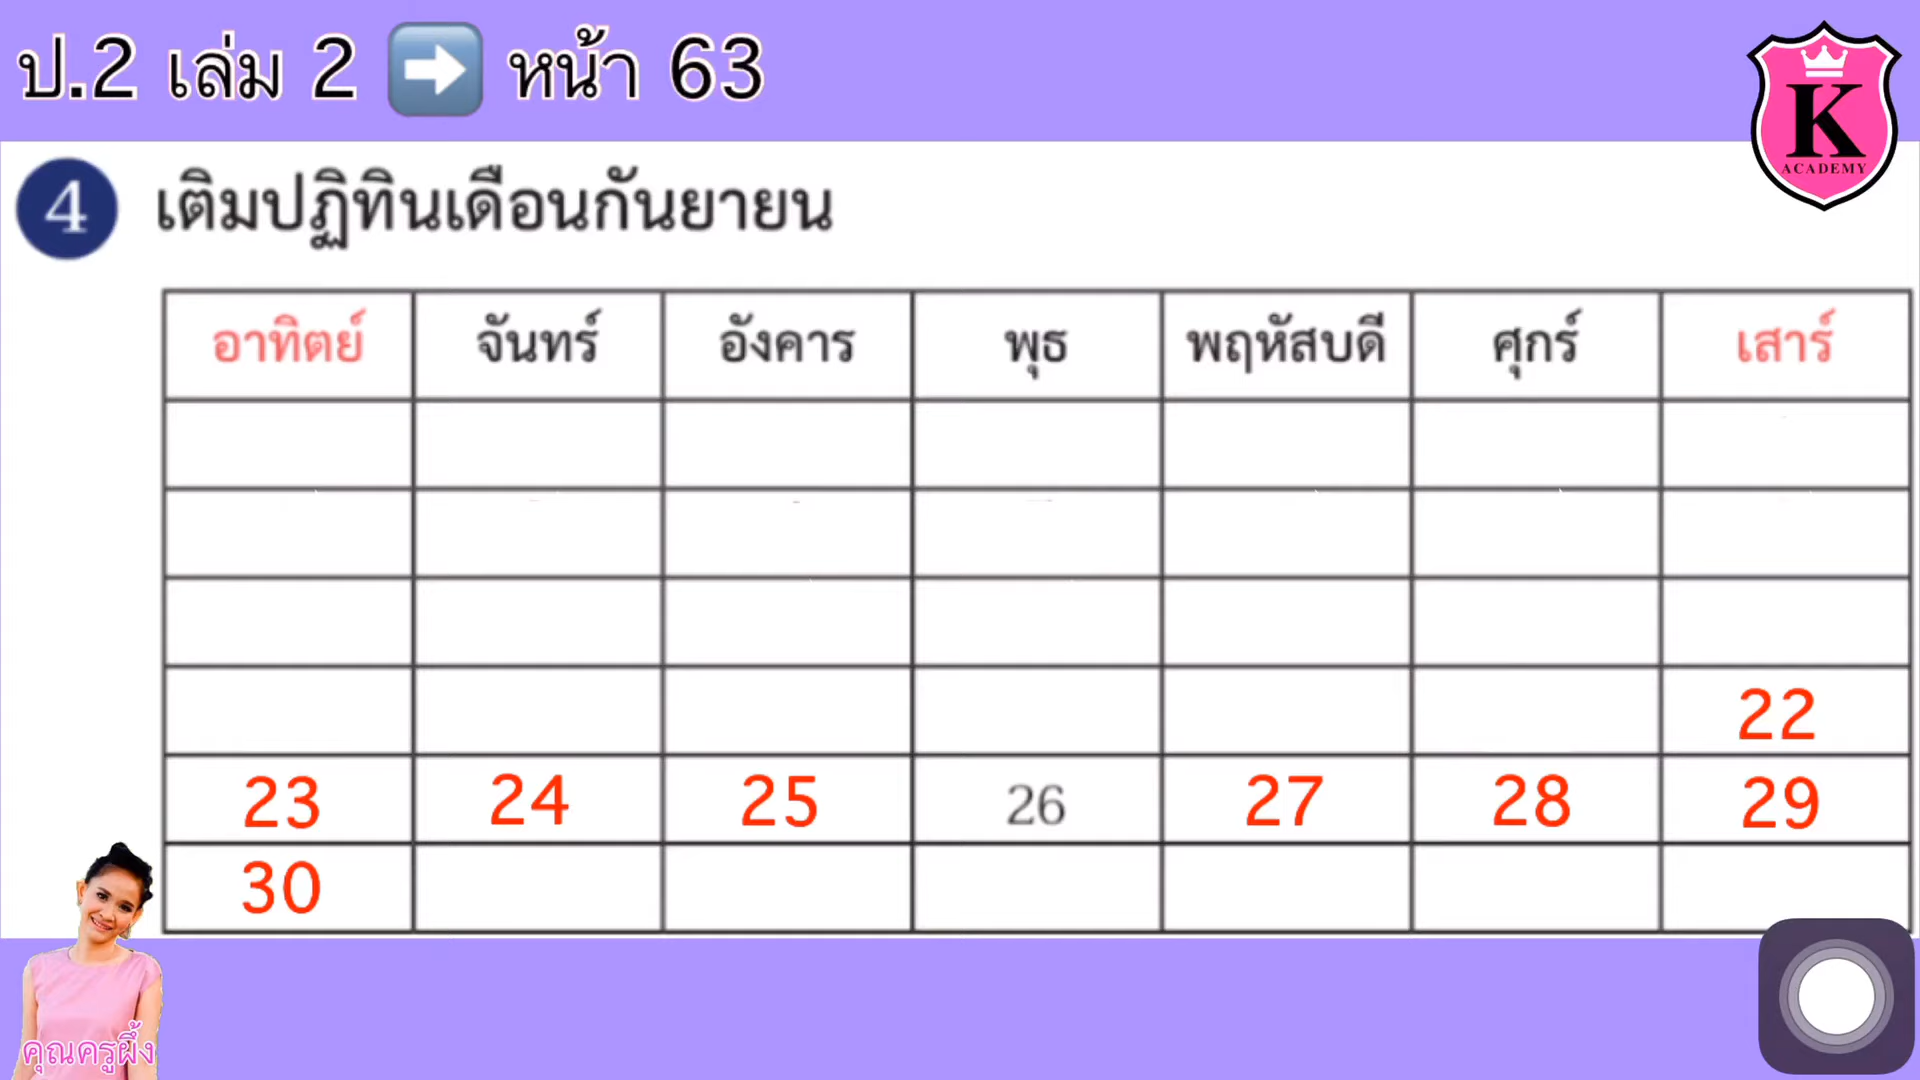 ป.2 เล่ม 2 ➡ หน้า 63
K
ACADEMY
4 เติมปฏิทินเดือนกันยายน
อาทิตย์ จันทร์ อังคาร พุธ พฤหัสบดี ศุกร์ เสาร์
22
23 24 25 26 27 28 29
30
คุณครูผึ้ง